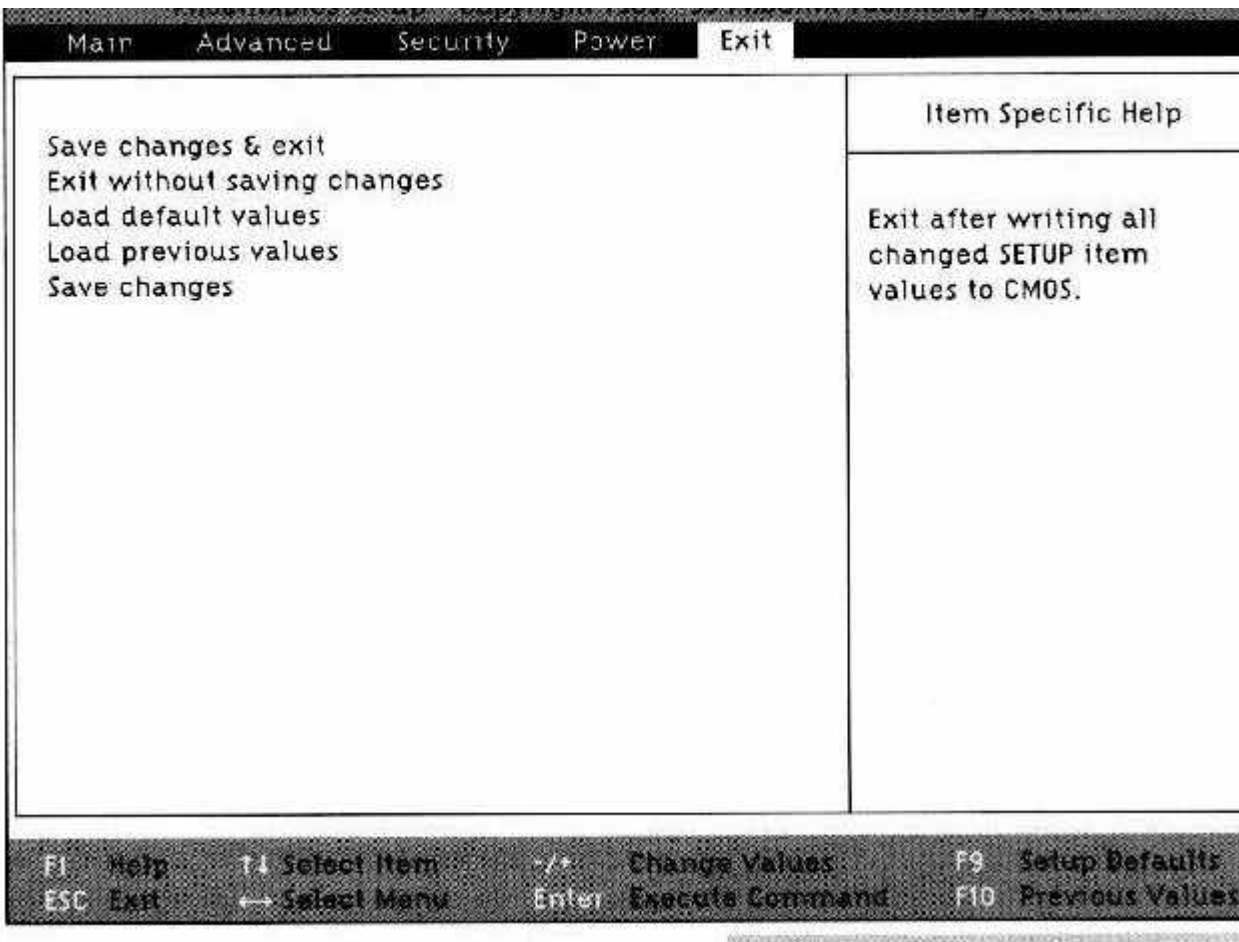 Main Advanced Security Power Exit
Item Specific Help
Save changes & exit
Exit without saving changes
Load default values
Load previous values
Save changes
Exit after writing all
changed SETUP item
values to CMOS.
F1 Help ↑↓ Select Item -/+ Change Values F9 Setup Defaults
ESC Exit ←→ Select Menu Enter Execute Command F10 Previous Values